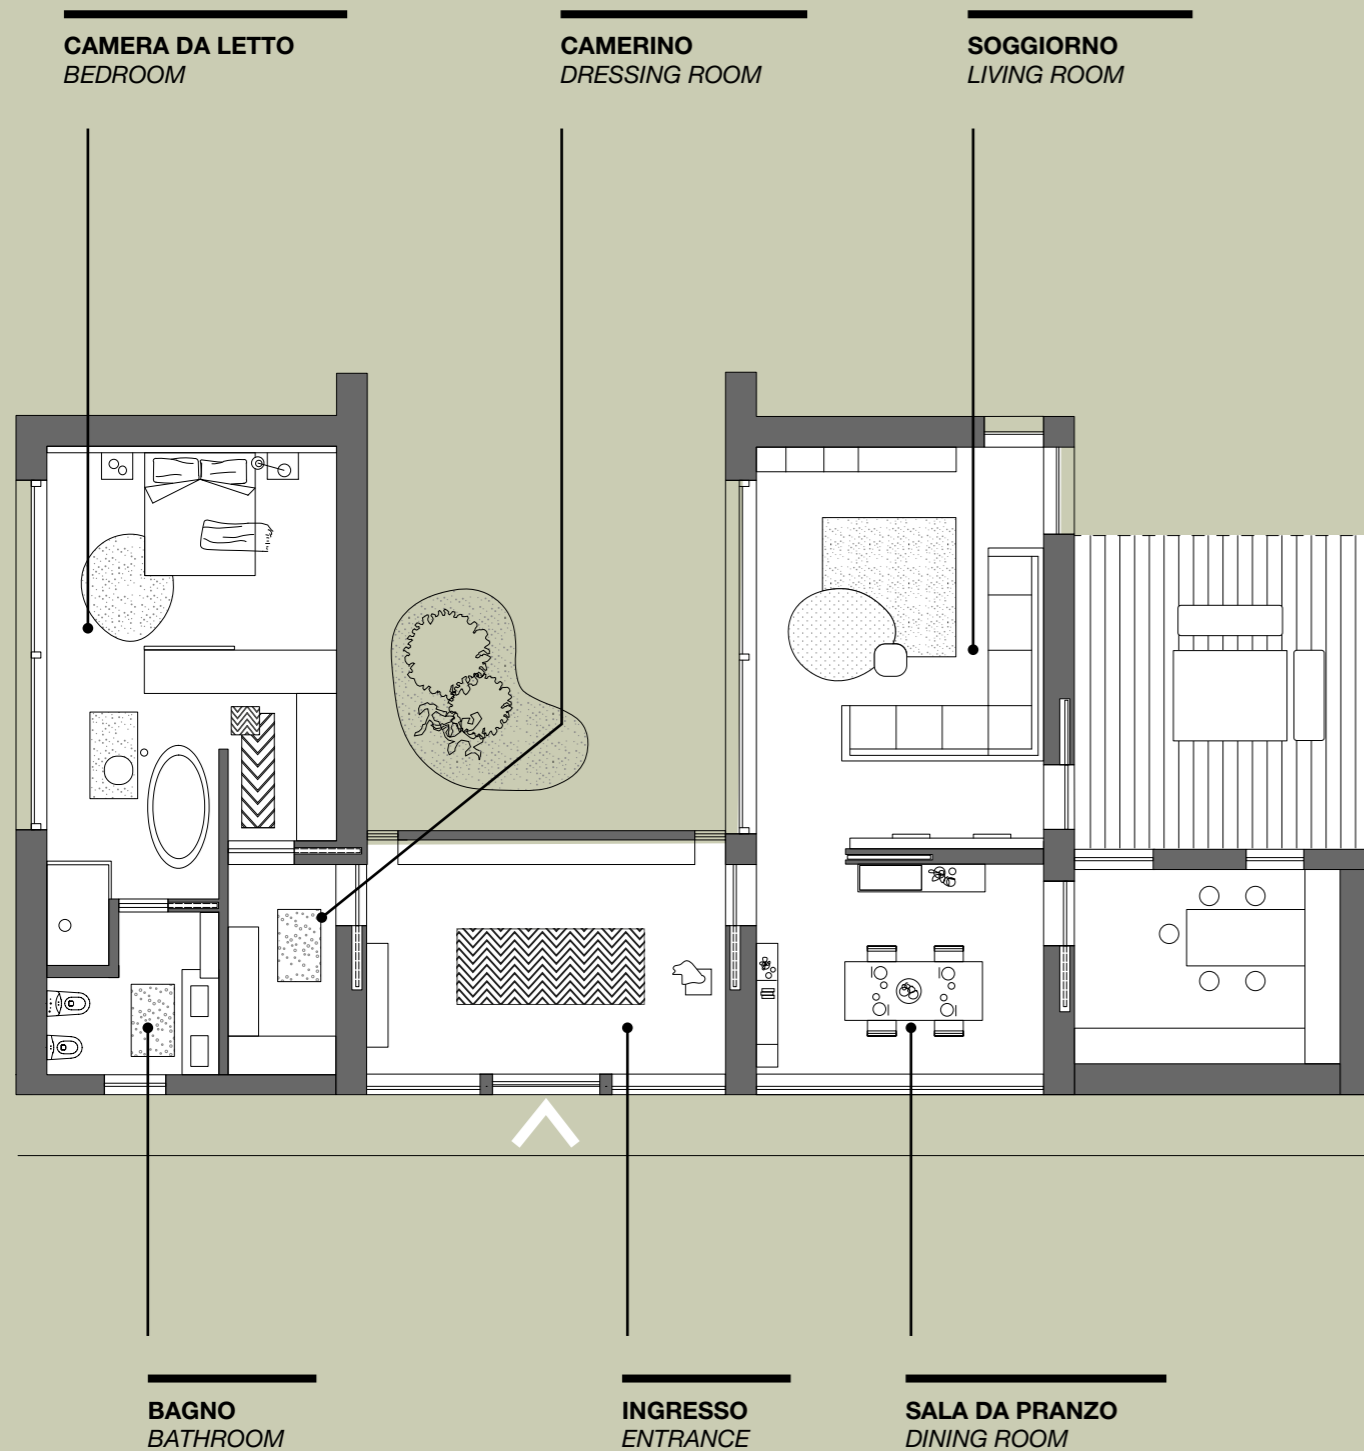 CAMERA DA LETTO
BEDROOM
CAMERINO
DRESSING ROOM
SOGGIORNO
LIVING ROOM
BAGNO
BATHROOM
INGRESSO
ENTRANCE
SALA DA PRANZO
DINING ROOM